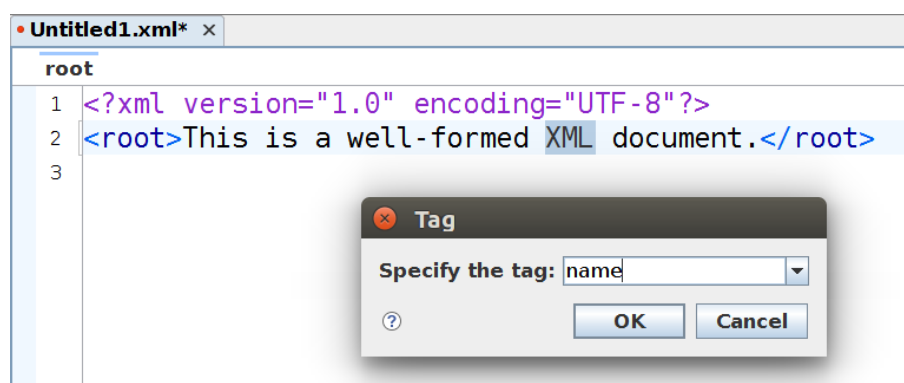 Untitled1.xml* ×
root
1 <?xml version="1.0" encoding="UTF-8"?>
2 <root>This is a well-formed XML document.</root>
3
Tag
Specify the tag: name
? OK Cancel